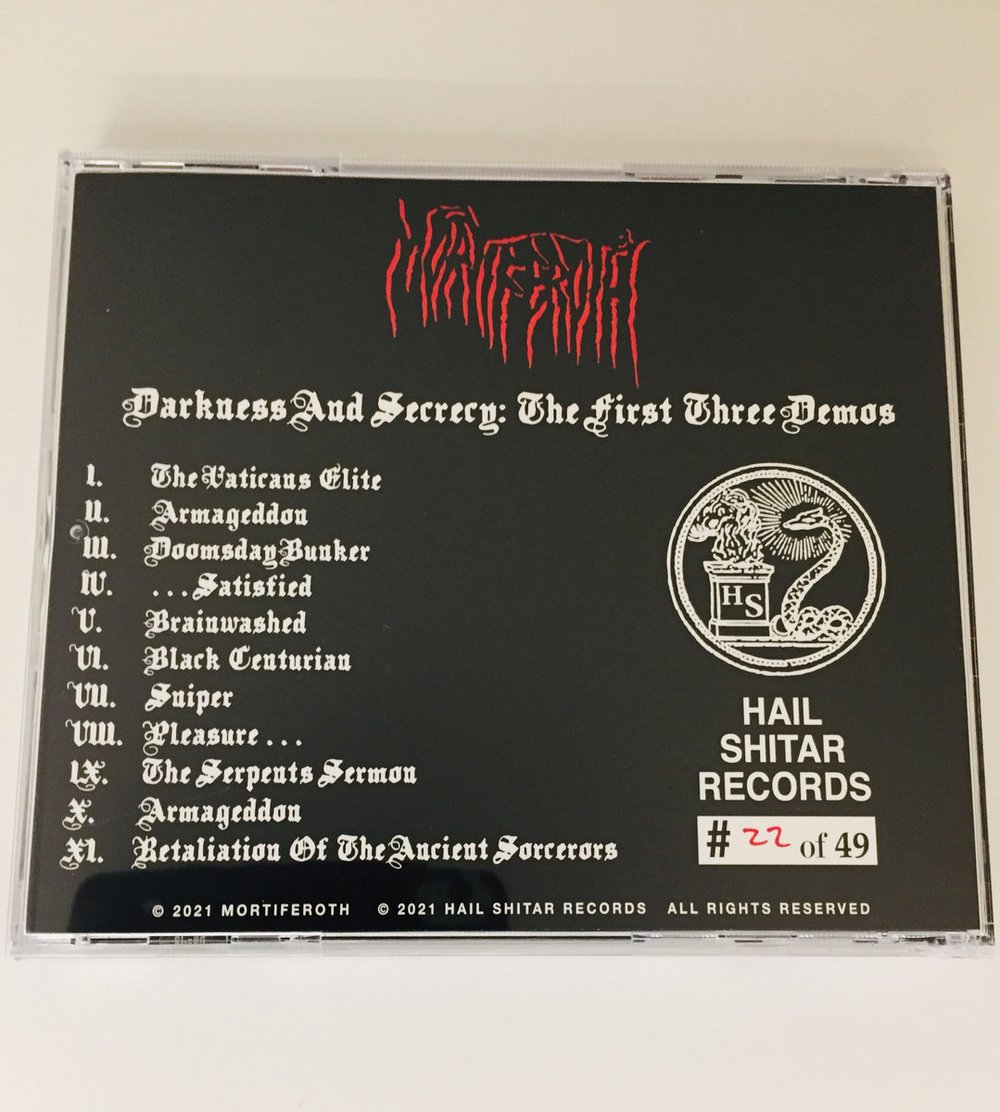 MORTIFEROTH
Darkness And Secrecy: The First Three Demos
I. The Vaticans Elite
II. Armageddon
III. Doomsday Bunker
IV. ...Satisfied
V. Brainwashed
VI. Black Centurian
VII. Sniper
VIII. Pleasure...
IX. The Serpents Sermon
X. Armageddon
XI. Retaliation Of The Ancient Sorcerors
HS
HAIL
SHITAR
RECORDS
# 22 of 49
© 2021 MORTIFEROTH © 2021 HAIL SHITAR RECORDS ALL RIGHTS RESERVED